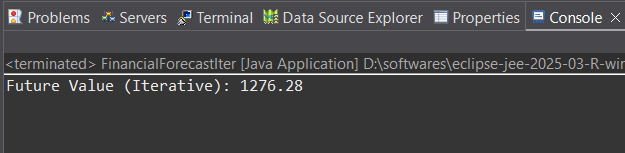 Problems Servers Terminal Data Source Explorer Properties Console
<terminated> FinancialForecastIter [Java Application] D:\softwares\eclipse-jee-2025-03-R-win
Future Value (Iterative): 1276.28